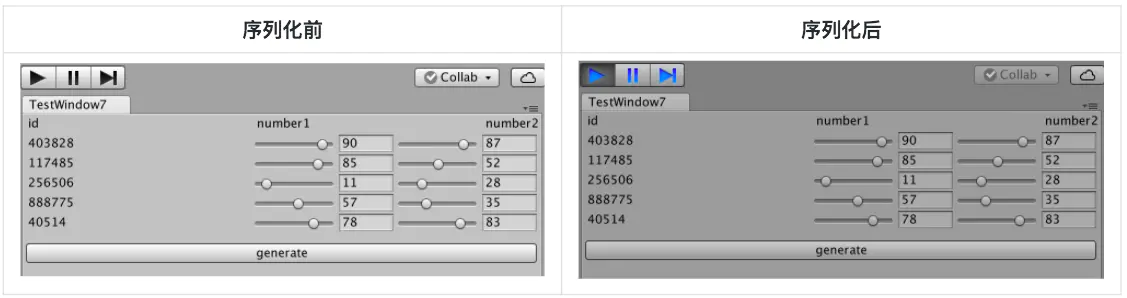 序列化前 序列化后
Collab Collab
TestWindow7 TestWindow7
id number1 number2 id number1 number2
403828 90 87 403828 90 87
117485 85 52 117485 85 52
256506 11 28 256506 11 28
888775 57 35 888775 57 35
40514 78 83 40514 78 83
generate generate